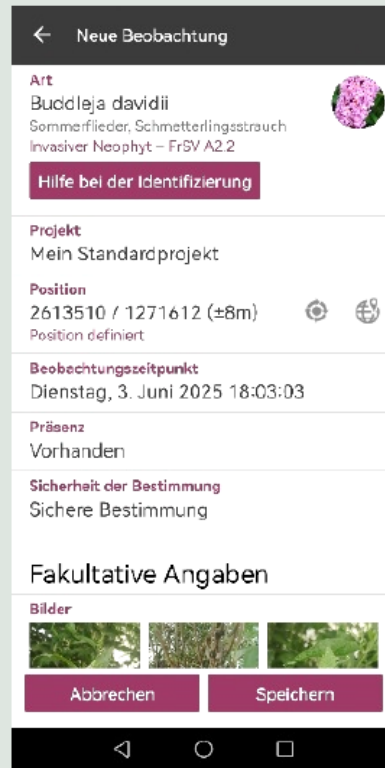 Neue Beobachtung
Art
Buddleja davidii
Sommerflieder, Schmetterlingsstrauch
Invasiver Neophyt – FrSV A2.2
Hilfe bei der Identifizierung
Projekt
Mein Standardprojekt
Position
2613510 / 1271612 (±8m)
Position definiert
Beobachtungszeitpunkt
Dienstag, 3. Juni 2025 18:03:03
Präsenz
Vorhanden
Sicherheit der Bestimmung
Sichere Bestimmung
Fakultative Angaben
Bilder
Abbrechen
Speichern